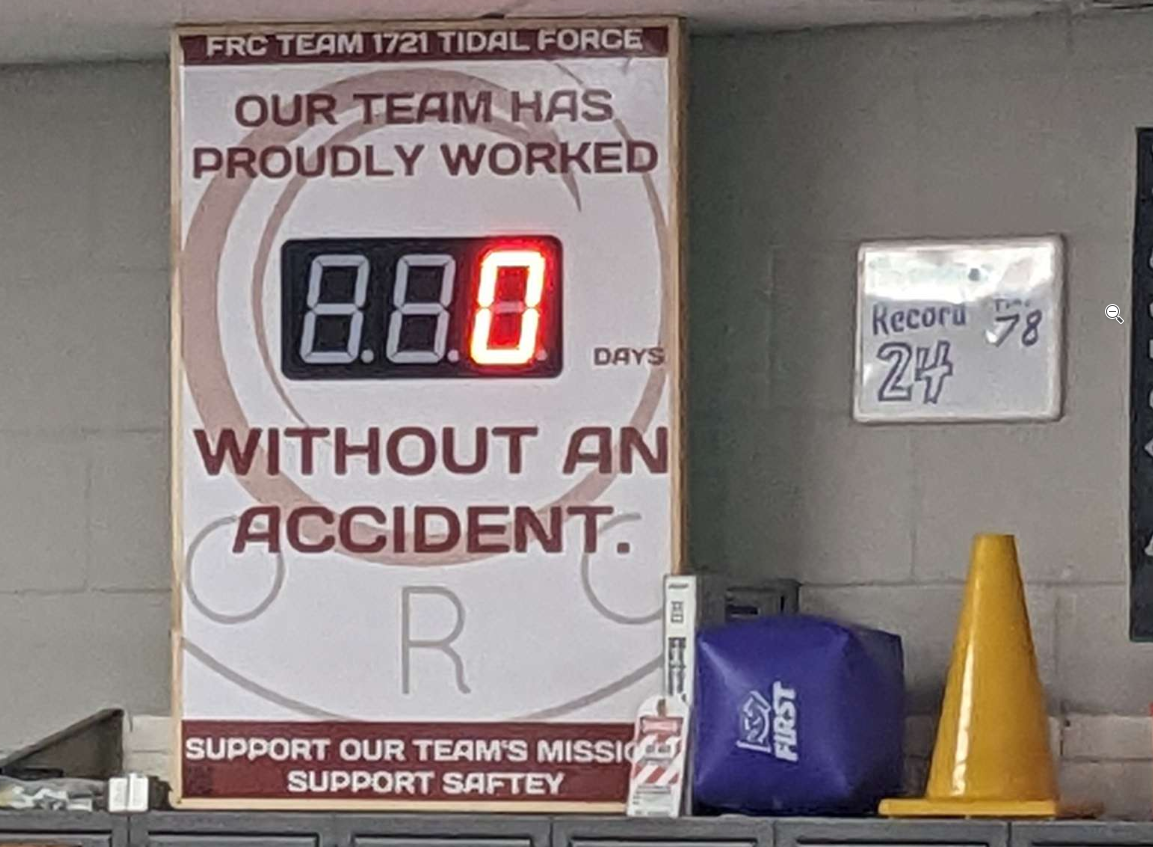 FRC TEAM 1721 TIDAL FORCE
OUR TEAM HAS
PROUDLY WORKED
0
DAYS
WITHOUT AN
ACCIDENT.
R
SUPPORT OUR TEAM'S
SUPPORT SAFTEY
Record
24
78
FIRST